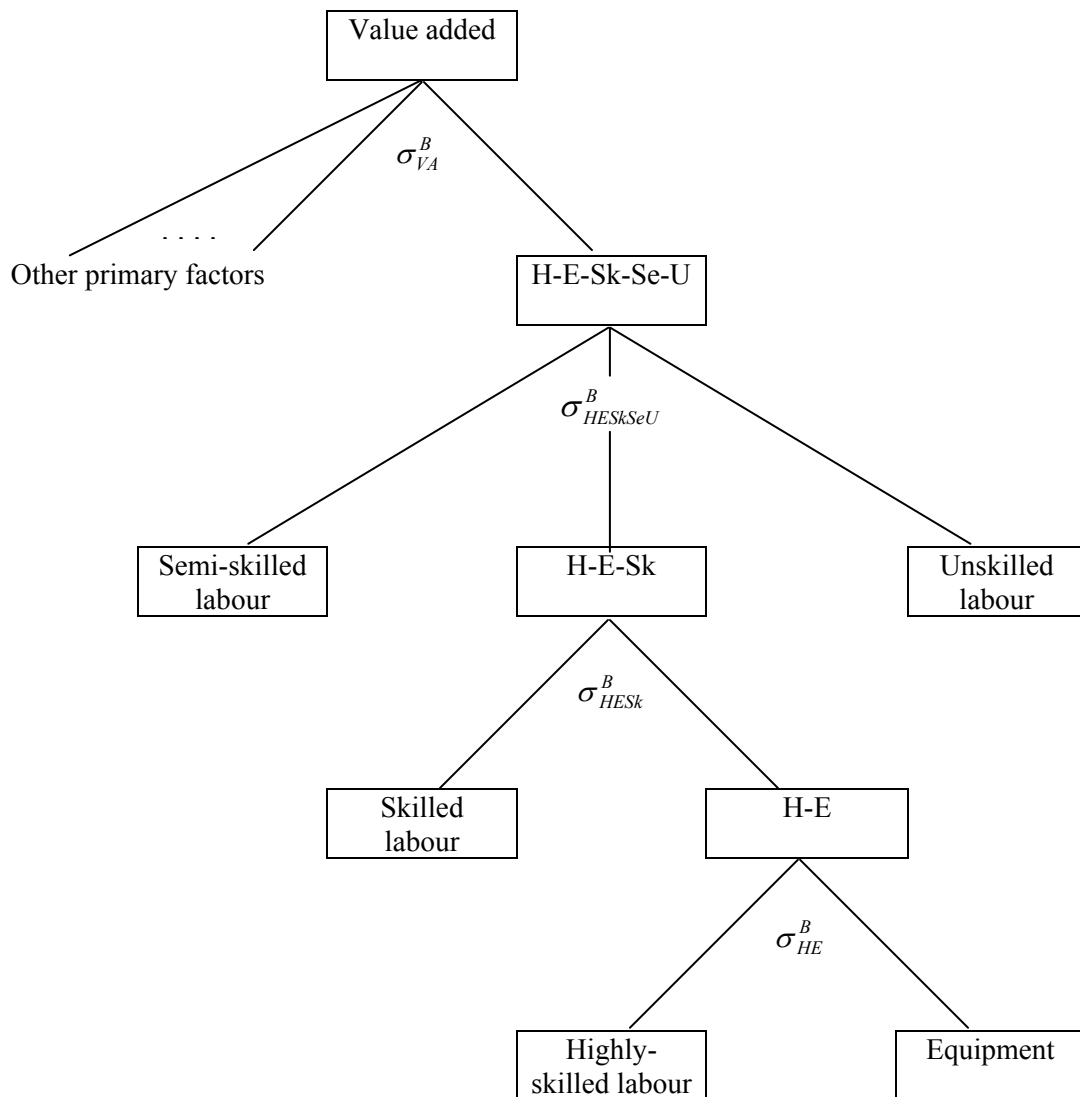 Value added
σ^B_VA
. . . .
Other primary factors
H-E-Sk-Se-U
σ^B_HESkSeU
Semi-skilled
labour
H-E-Sk
Unskilled
labour
σ^B_HESk
Skilled
labour
H-E
σ^B_HE
Highly-
skilled labour
Equipment